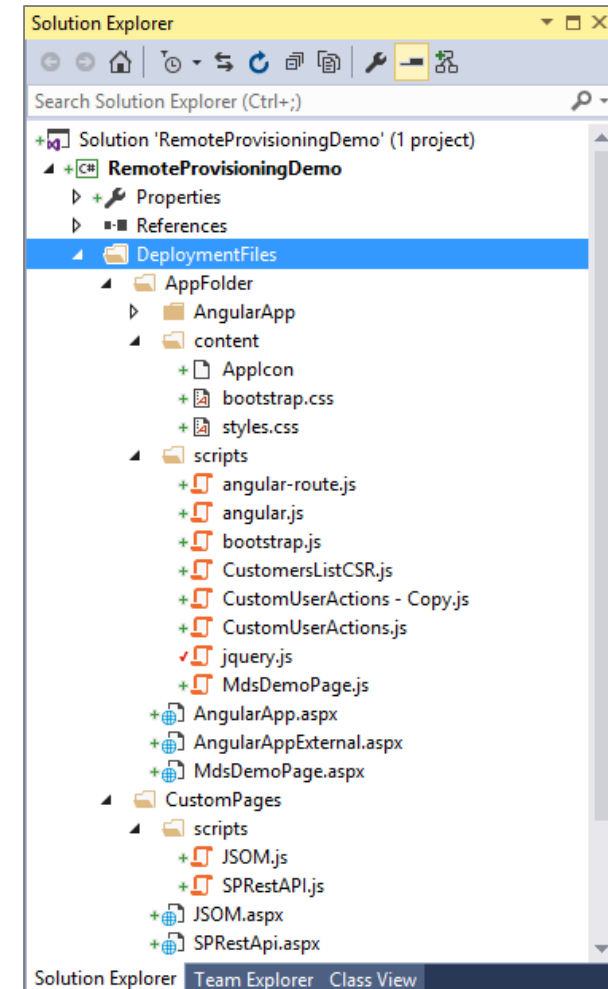 Solution Explorer
Search Solution Explorer (Ctrl+;)
Solution 'RemoteProvisioningDemo' (1 project)
C# RemoteProvisioningDemo
Properties
References
DeploymentFiles
AppFolder
AngularApp
content
AppIcon
bootstrap.css
styles.css
scripts
angular-route.js
angular.js
bootstrap.js
CustomersListCSR.js
CustomUserActions - Copy.js
CustomUserActions.js
jquery.js
MdsDemoPage.js
AngularApp.aspx
AngularAppExternal.aspx
MdsDemoPage.aspx
CustomPages
scripts
JSOM.js
SPRestAPI.js
JSOM.aspx
SPRestApi.aspx
Solution Explorer Team Explorer Class View